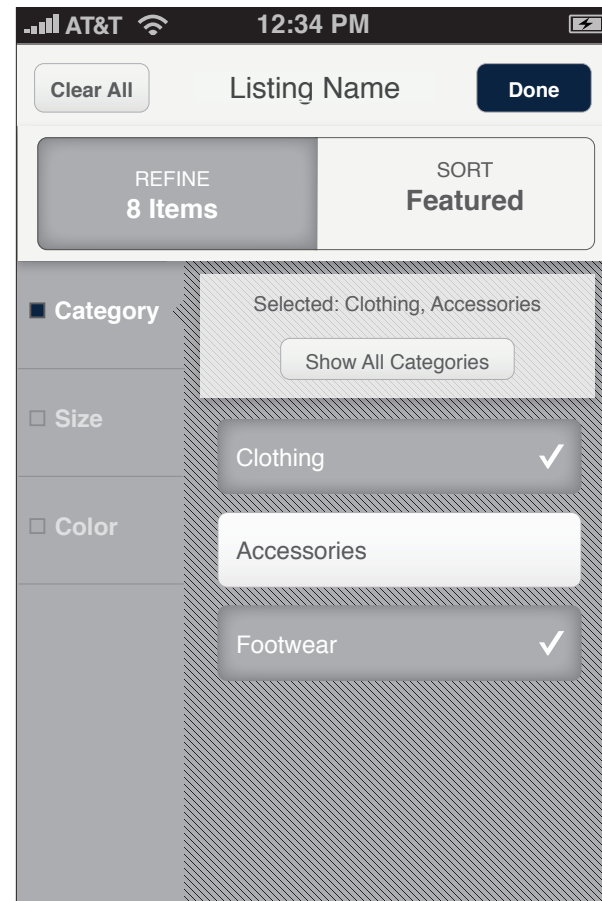 AT&T 12:34 PM
Clear All Listing Name Done
REFINE SORT
8 Items Featured
Category
Selected: Clothing, Accessories
Show All Categories
Size
Clothing
Color
Accessories
Footwear